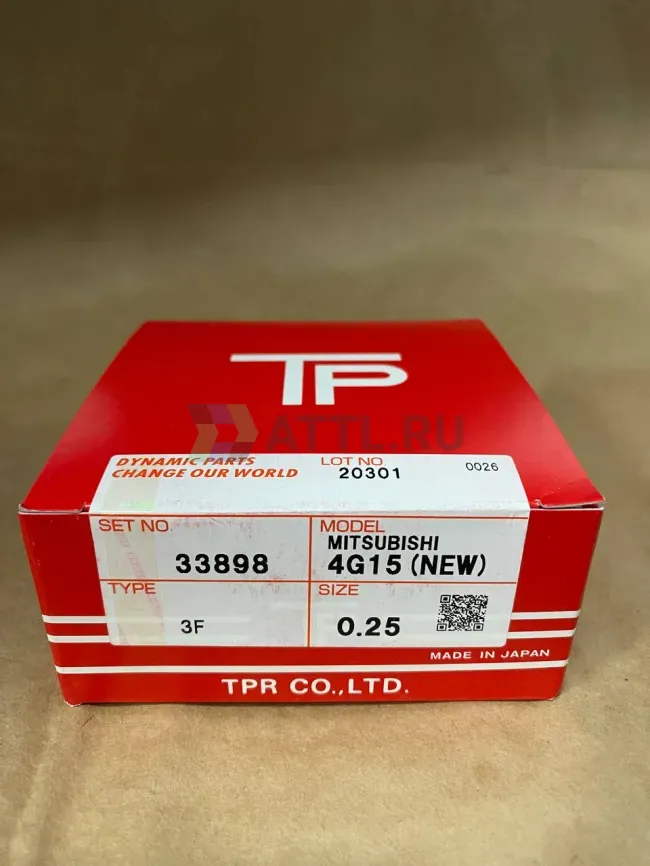 TP
ATTL.RU
DYNAMIC PARTS
CHANGE OUR WORLD
LOT NO.
20301
0026
SET NO
33898
MODEL
MITSUBISHI
4G15 (NEW)
TYPE
3F
SIZE
0.25
MADE IN JAPAN
TPR CO.,LTD.